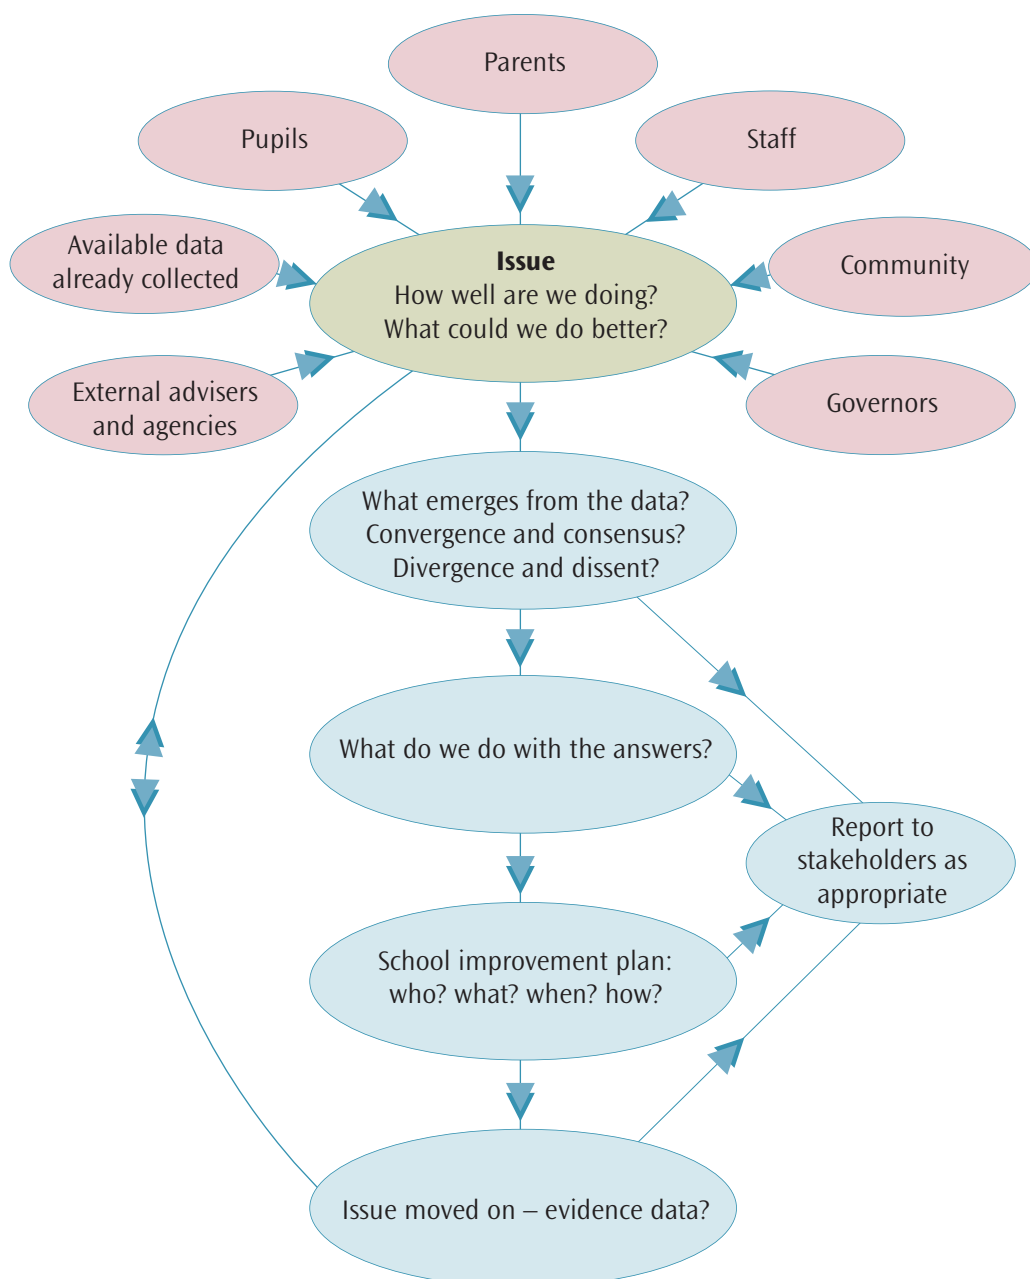 Parents
Pupils
Staff
Available data
already collected
Issue
How well are we doing?
What could we do better?
Community
External advisers
and agencies
Governors
What emerges from the data?
Convergence and consensus?
Divergence and dissent?
What do we do with the answers?
Report to
stakeholders as
appropriate
School improvement plan:
who? what? when? how?
Issue moved on – evidence data?